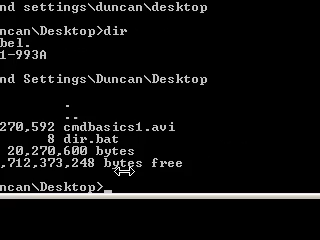 nd settings\duncan\desktop
ncan\Desktop>dir
bel.
1-993A
nd Settings\Duncan\Desktop
.
..
270,592 cmdbasics1.avi
8 dir.bat
20,270,600 bytes
,712,373,248 bytes free
ncan\Desktop>_